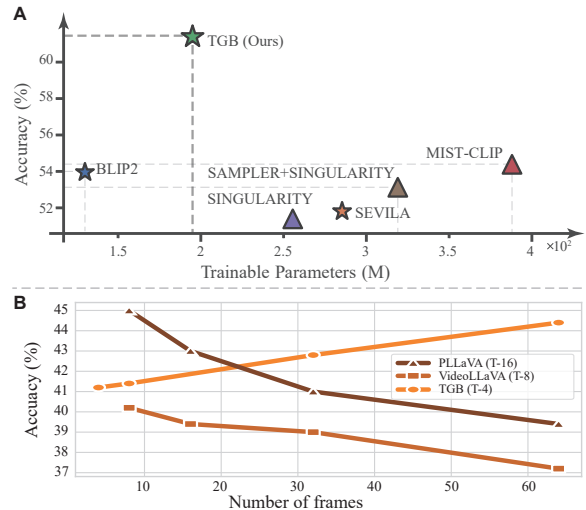 A
TGB (Ours)
60
58
56
54
52
Accuracy (%)
BLIP2
MIST-CLIP
SAMPLER+SINGULARITY
SINGULARITY
SEVILA
1.5
2
2.5
3
3.5
4
×10²
Trainable Parameters (M)
B
45
44
43
42
41
40
39
38
37
Accuacy (%)
PLLaVA (T-16)
VideoLLaVA (T-8)
TGB (T-4)
10
20
30
40
50
60
Number of frames